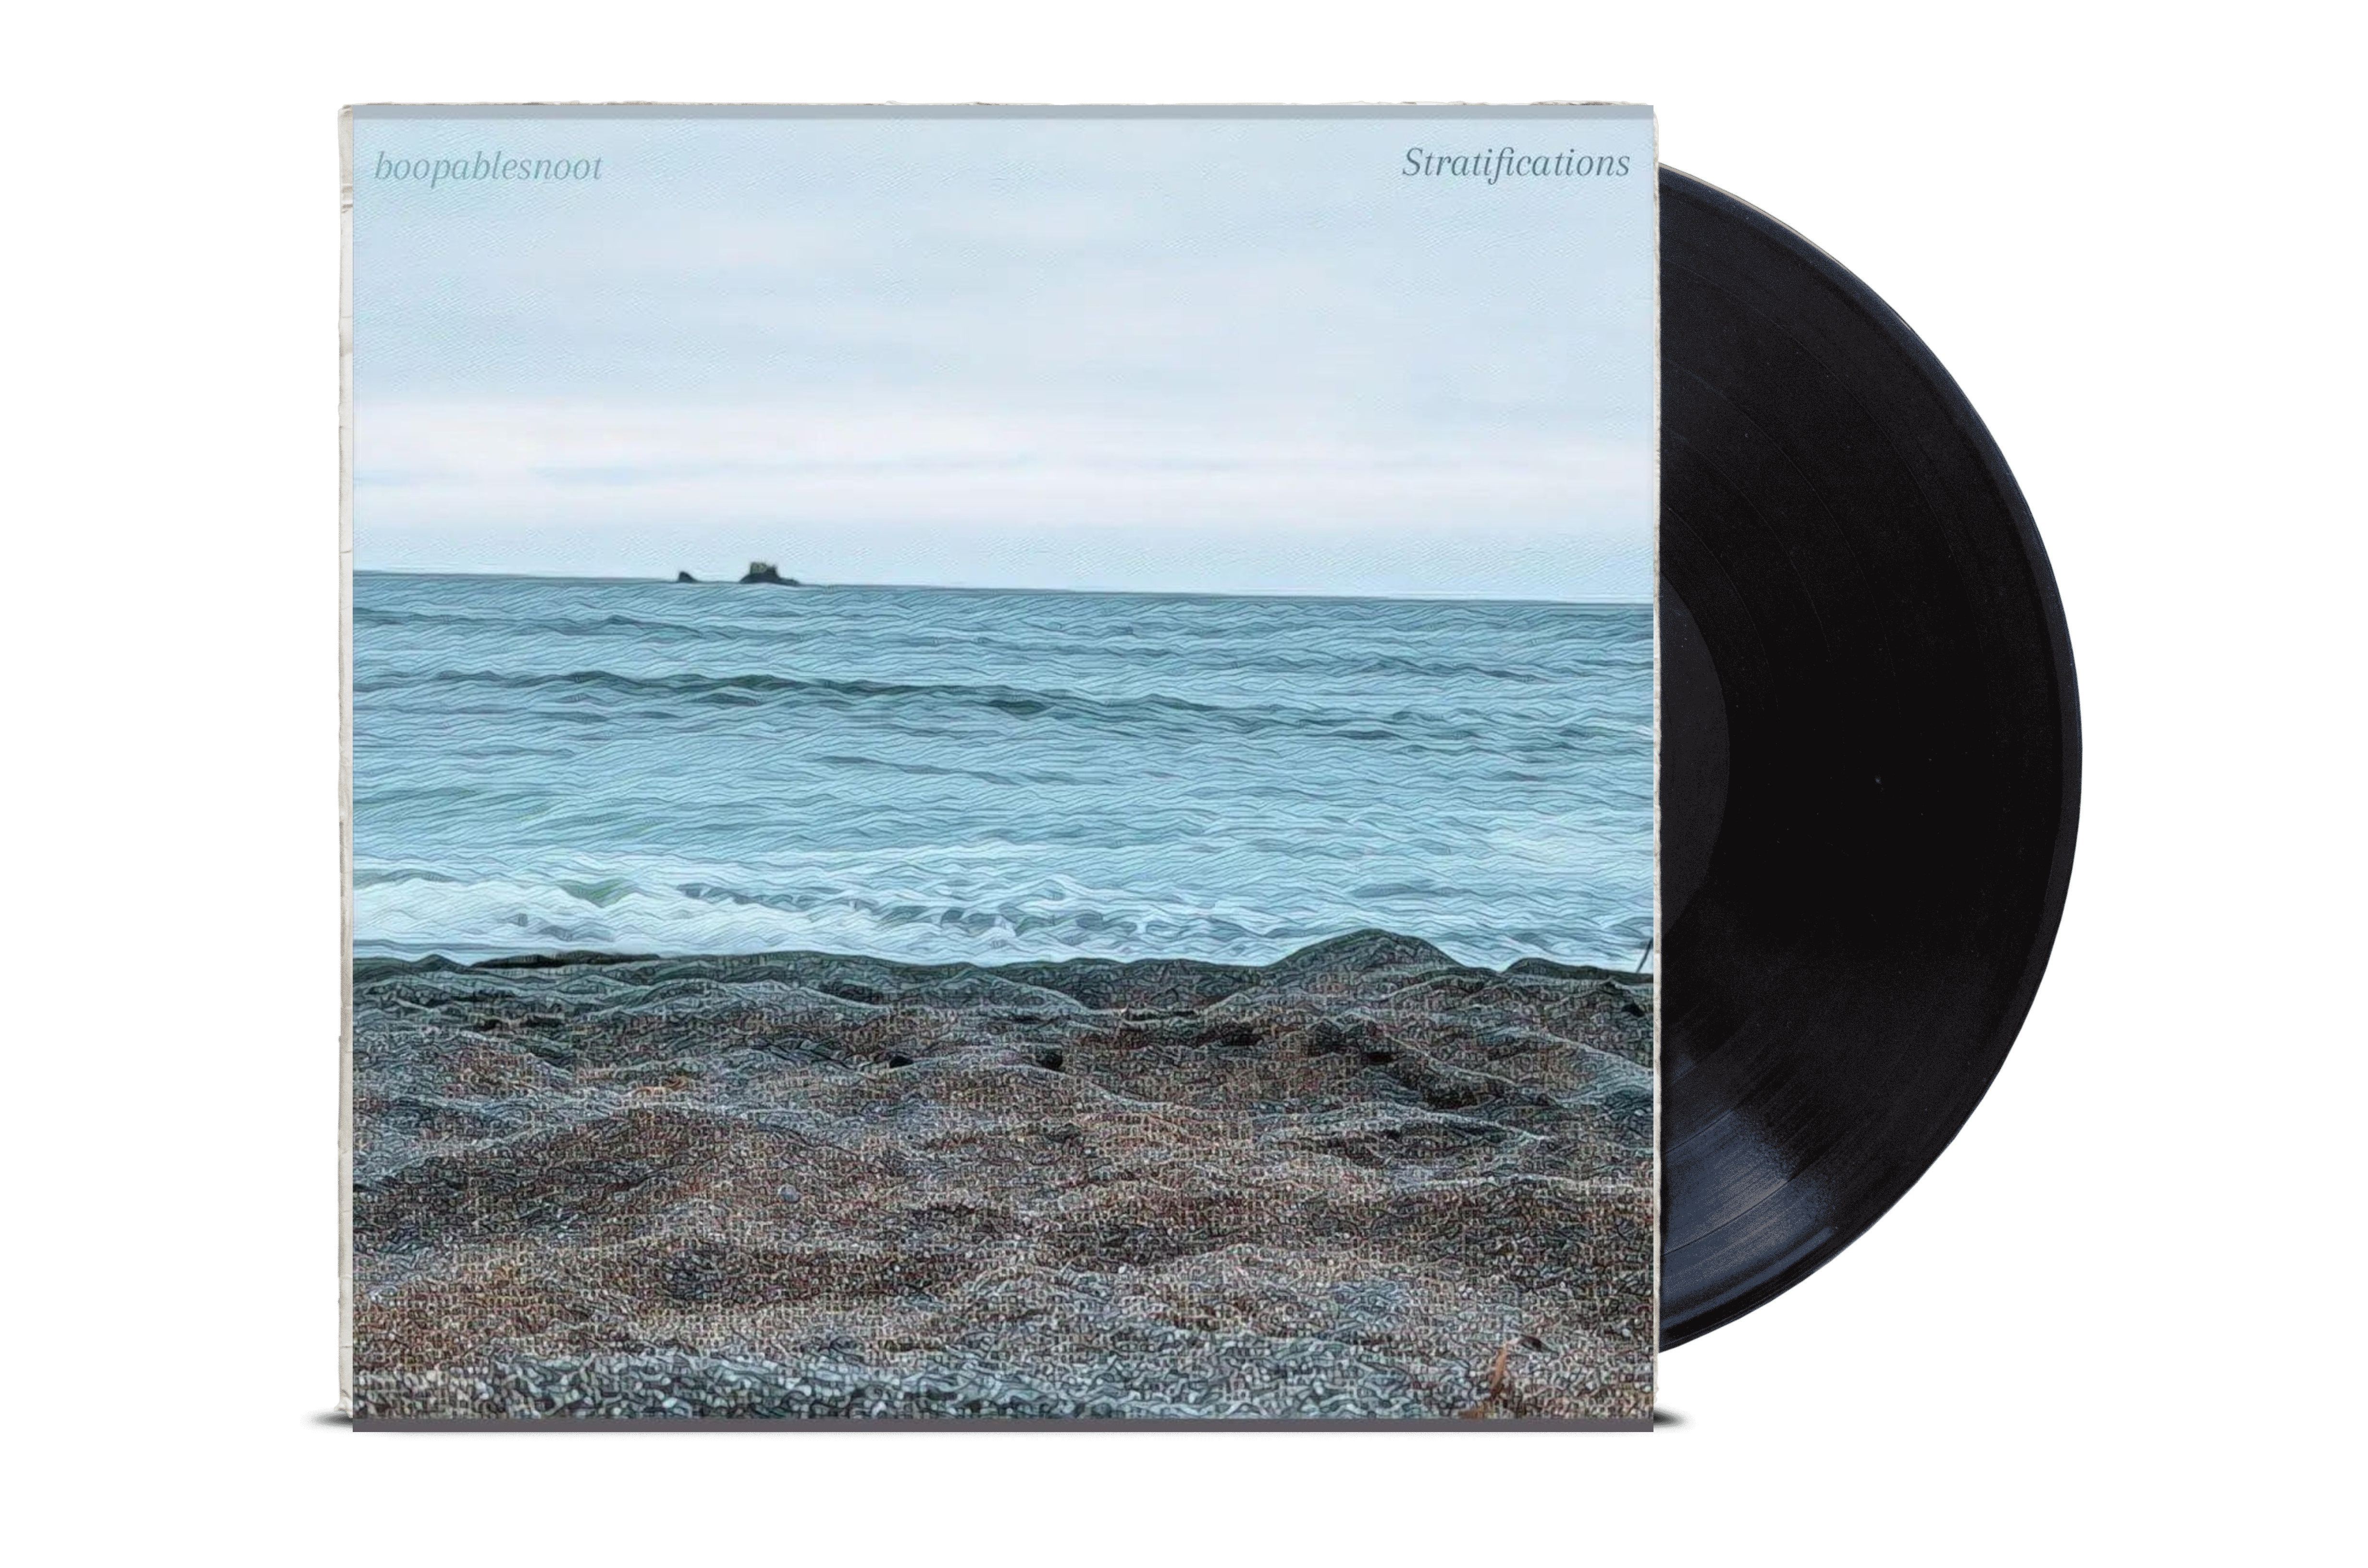 boopablesnoot
Stratifications